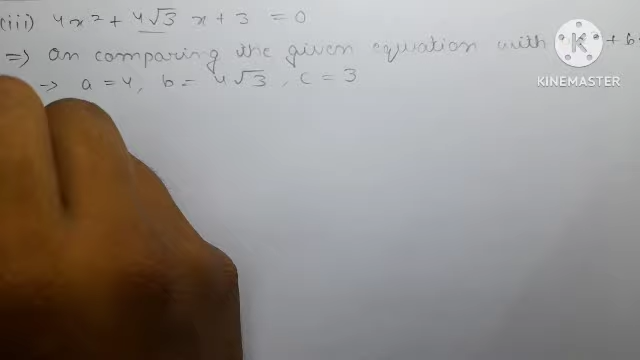 (iii) 4x² + 4√3 x + 3 = 0
⇒ on comparing the given equation with + b
→ a = 4, b = 4√3, c = 3
KINEMASTER